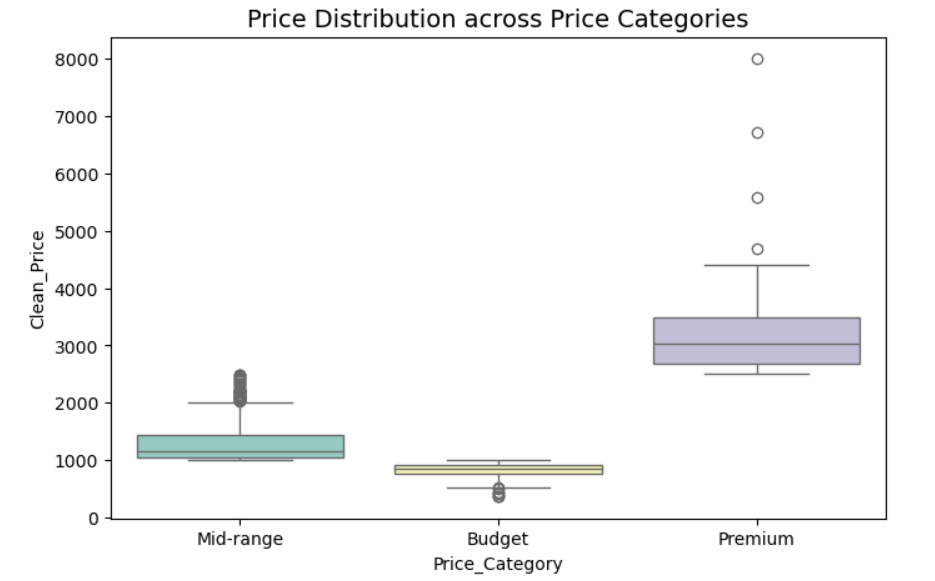 Price Distribution across Price Categories
8000
7000
6000
5000
4000
3000
2000
1000
0
Clean_Price
Mid-range Budget Premium
Price_Category